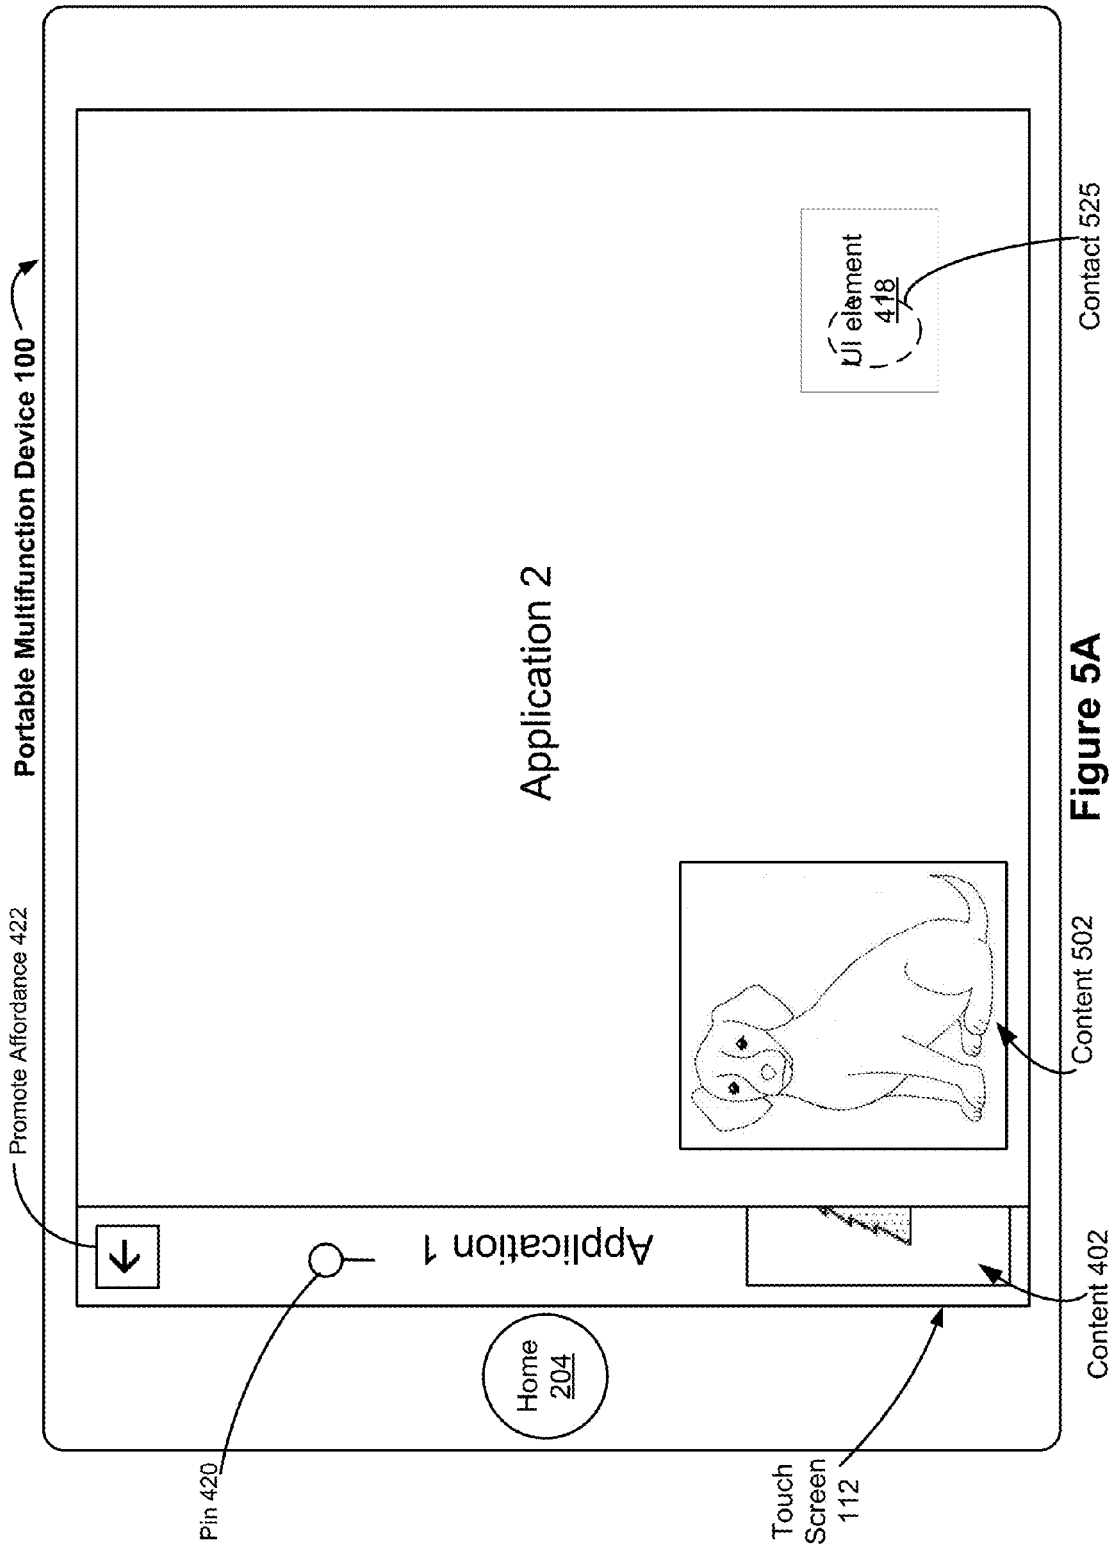 Portable Multifunction Device 100
Promote Affordance 422
Pin 420
Application 1
Application 2
Home
204
UI element
418
Contact 525
Content 502
Content 402
Touch
Screen
112
Figure 5A